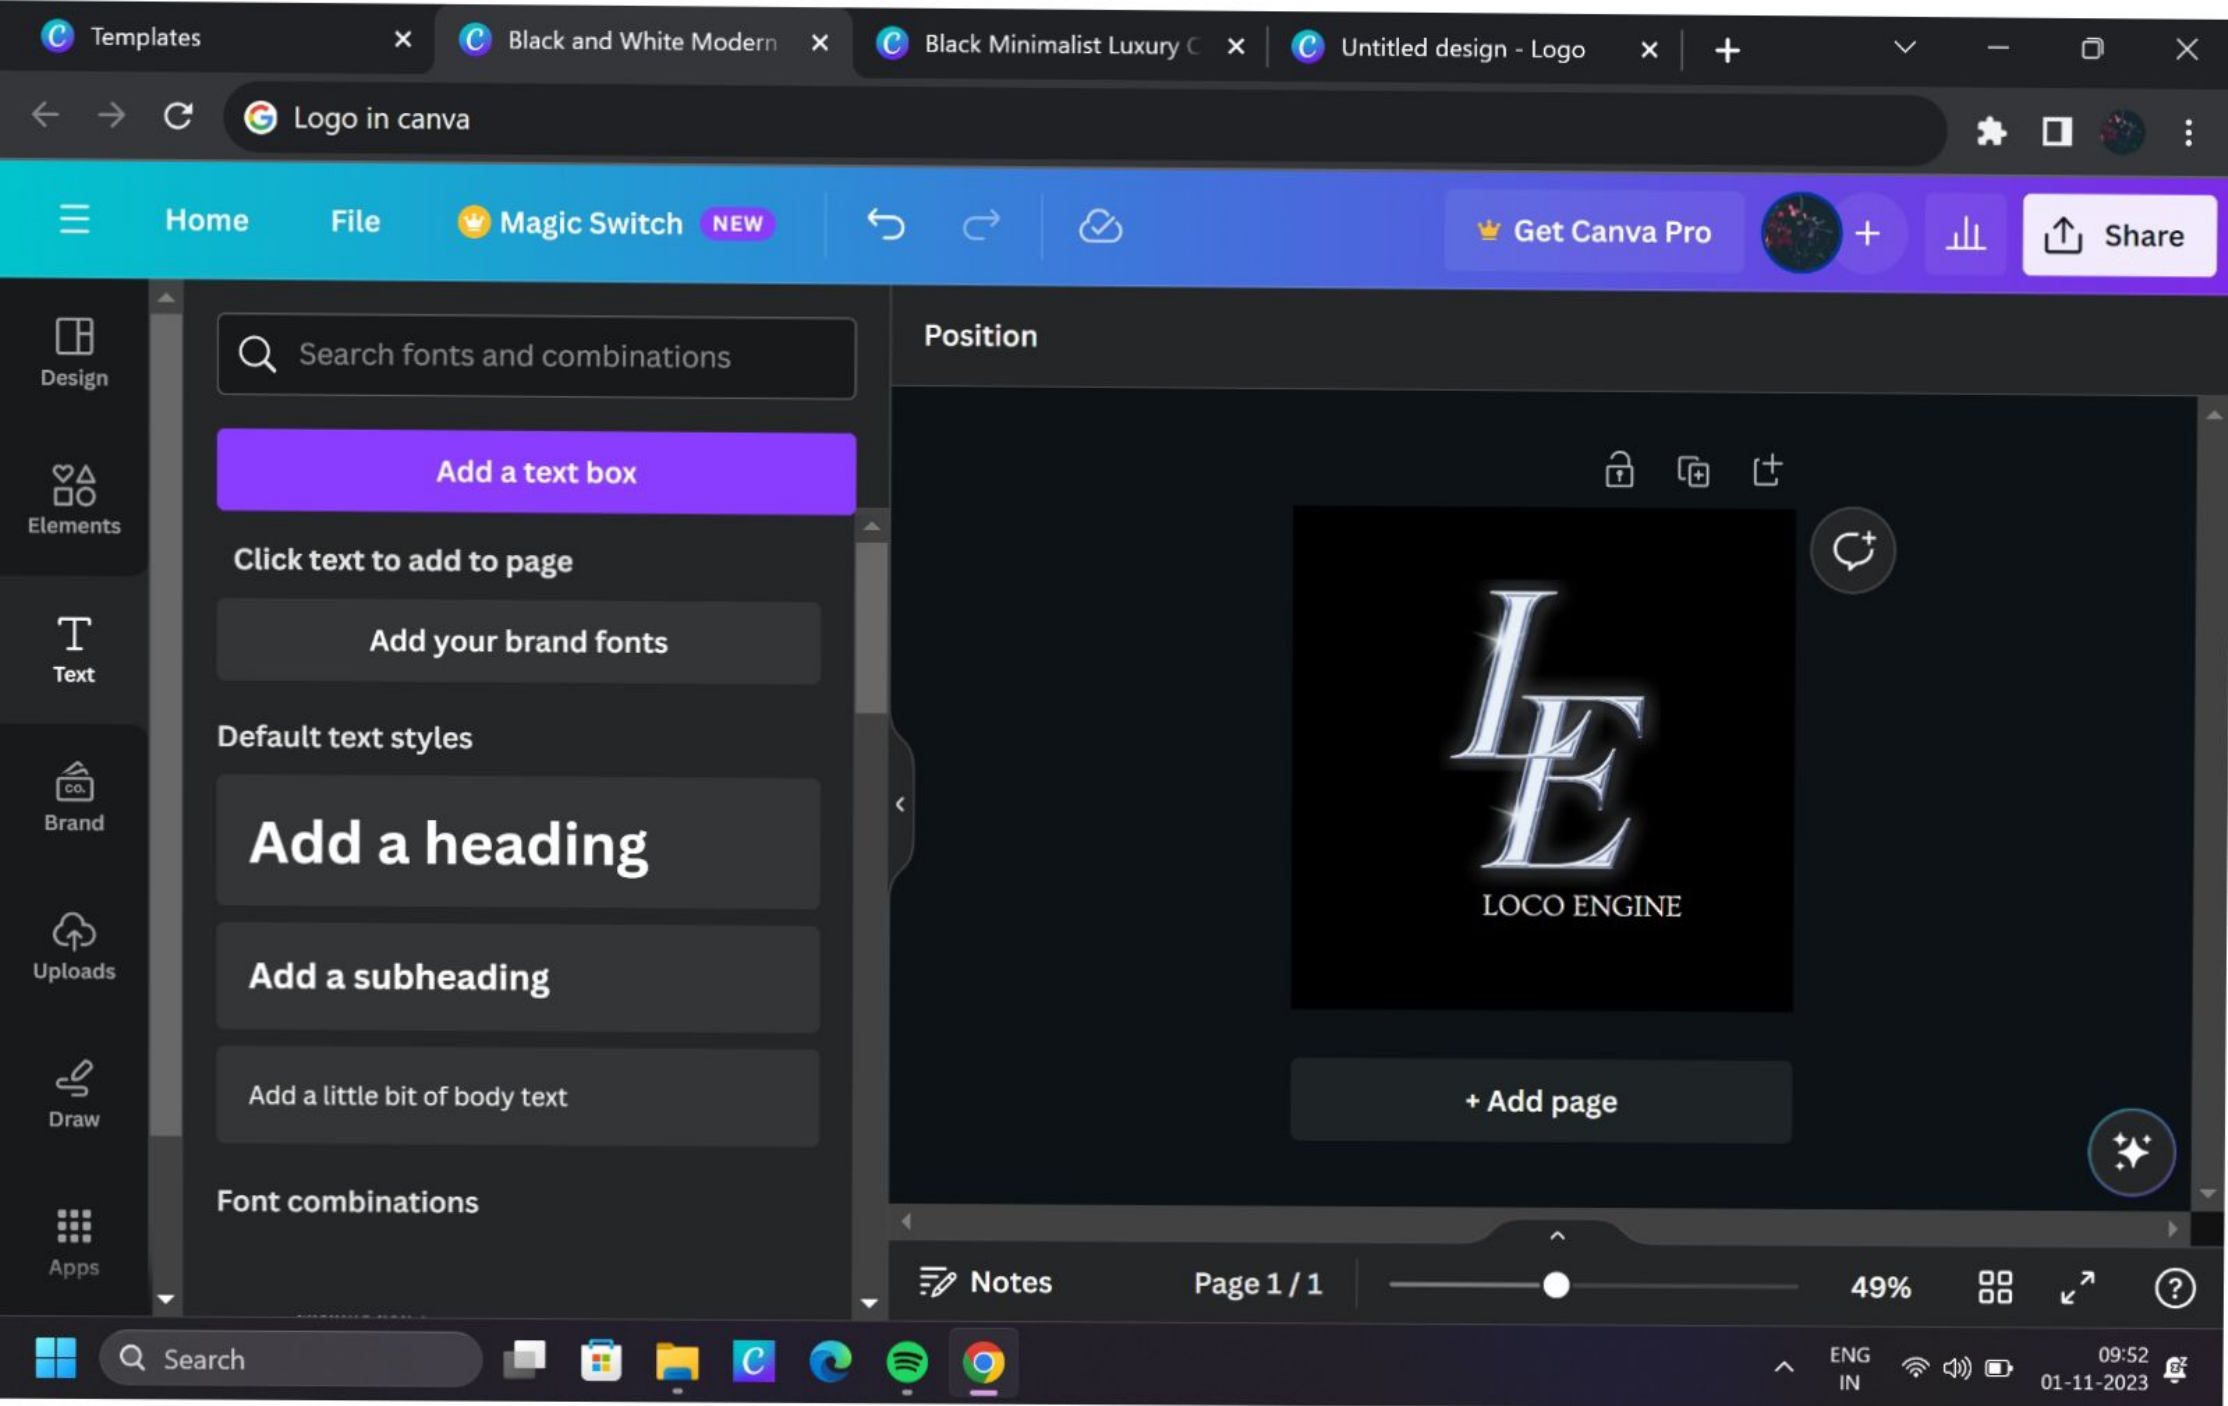 Templates
Black and White Modern
Black Minimalist Luxury C
Untitled design - Logo
Logo in canva
Home
File
Magic Switch NEW
Get Canva Pro
Share
Design
Elements
Text
CO.
Brand
Uploads
Draw
Apps
Search fonts and combinations
Add a text box
Click text to add to page
Add your brand fonts
Default text styles
Add a heading
Add a subheading
Add a little bit of body text
Font combinations
Position
LE
LOCO ENGINE
+ Add page
Notes
Page 1 / 1
49%
Search
ENG
IN
09:52
01-11-2023